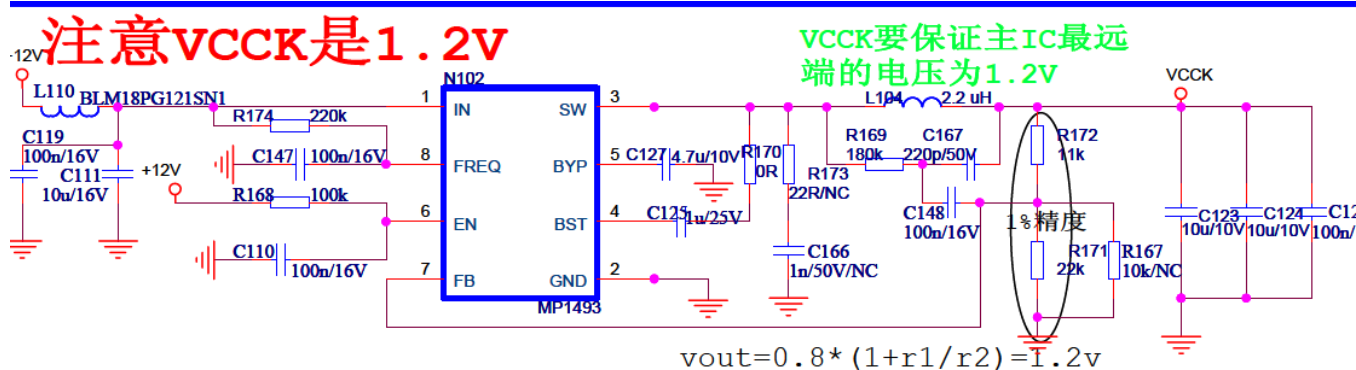 注意VCCK是1.2V
VCCK要保证主IC最远
端的电压为1.2V
-12V
VCCK
N102
L110
BLM18PG121SN1
1
IN
SW
3
L104
2.2 uH
R174
220k
C119
100n/16V
C111
10u/16V
C147
100n/16V
8
FREQ
BYP
5
C127
4.7u/10V
R170
0R
R173
22R/NC
R169
180k
C167
220p/50V
R172
11k
+12V
R168
100k
6
EN
BST
4
C125
1u/25V
C148
100n/16V
1%精度
C123
10u/10V
C124
10u/10V
C12
100n/
C110
100n/16V
7
FB
GND
2
C166
1n/50V/NC
R171
22k
R167
10k/NC
MP1493
vout=0.8*(1+r1/r2)=1.2v